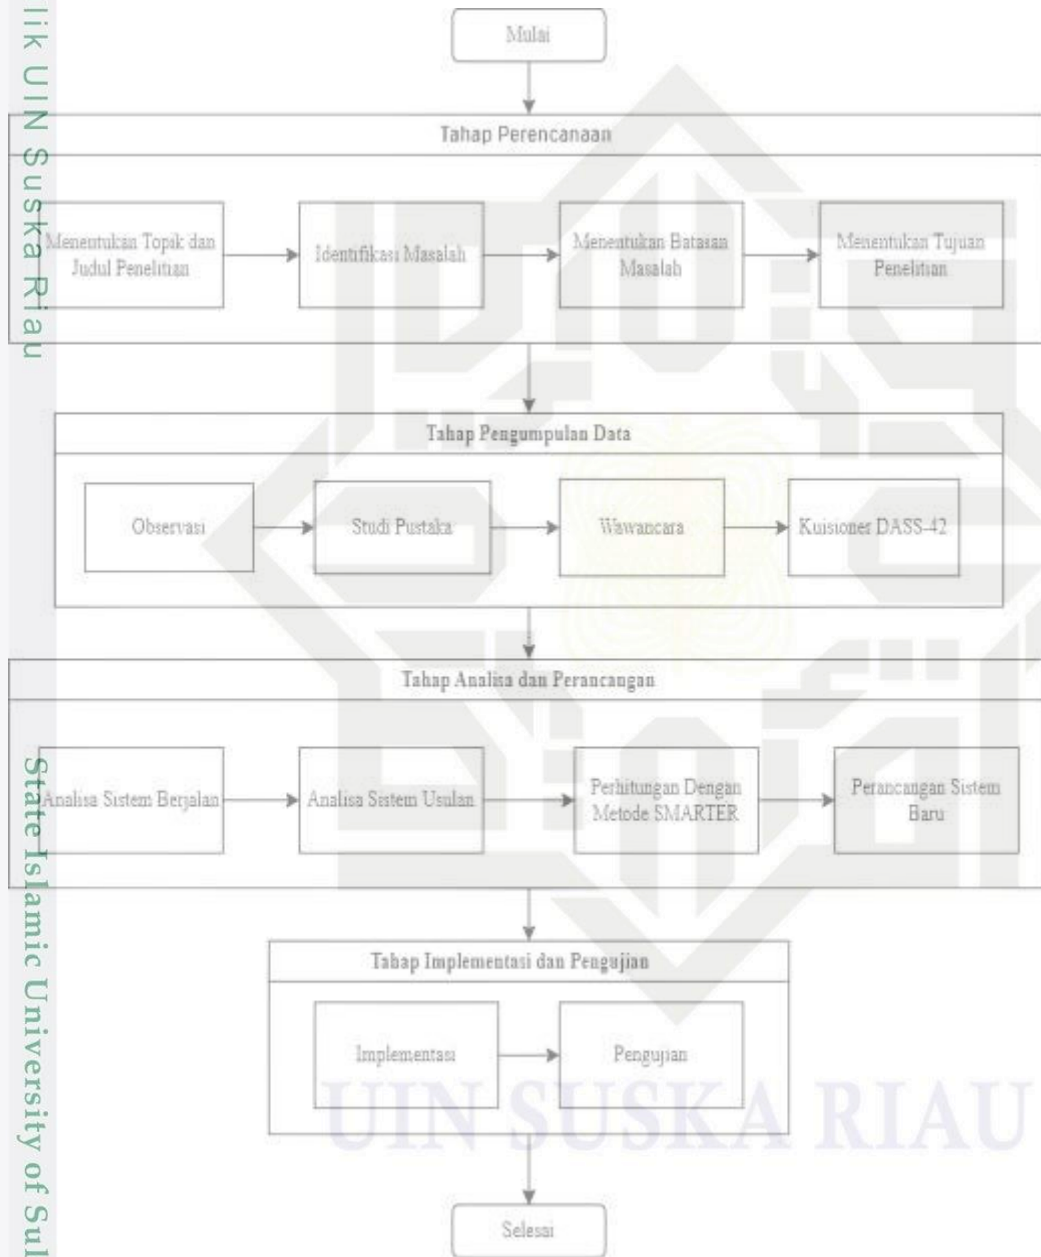 Mulai
Tahap Perencanaan
Menentukan Topik dan
Judul Penelitian
Identifikasi Masalah
Menentukan Batasan
Masalah
Menentukan Tujuan
Penelitian
Tahap Pengumpulan Data
Observasi
Studi Pustaka
Wawancara
Kuisioner DASS-42
Tahap Analisa dan Perancangan
Analisa Sistem Berjalan
Analisa Sistem Usulan
Perhitungan Dengan
Metode SMARTER
Perancangan Sistem
Baru
Tahap Implementasi dan Pengujian
Implementasi
Pengujian
Selesai
UIN SUSKA RIAU
lik UIN Suska Riau
State Islamic University of Sul